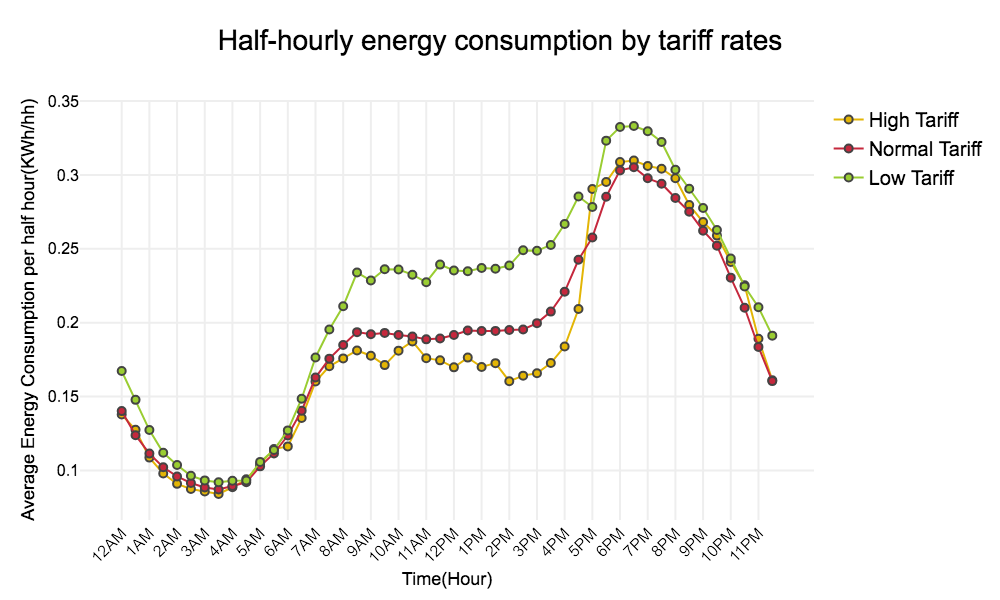 Half-hourly energy consumption by tariff rates
Average Energy Consumption per half hour(KWh/hh)
0.35
0.3
0.25
0.2
0.15
0.1
12AM
1AM
2AM
3AM
4AM
5AM
6AM
7AM
8AM
9AM
10AM
11AM
12PM
1PM
2PM
3PM
4PM
5PM
6PM
7PM
8PM
9PM
10PM
11PM
Time(Hour)
High Tariff
Normal Tariff
Low Tariff